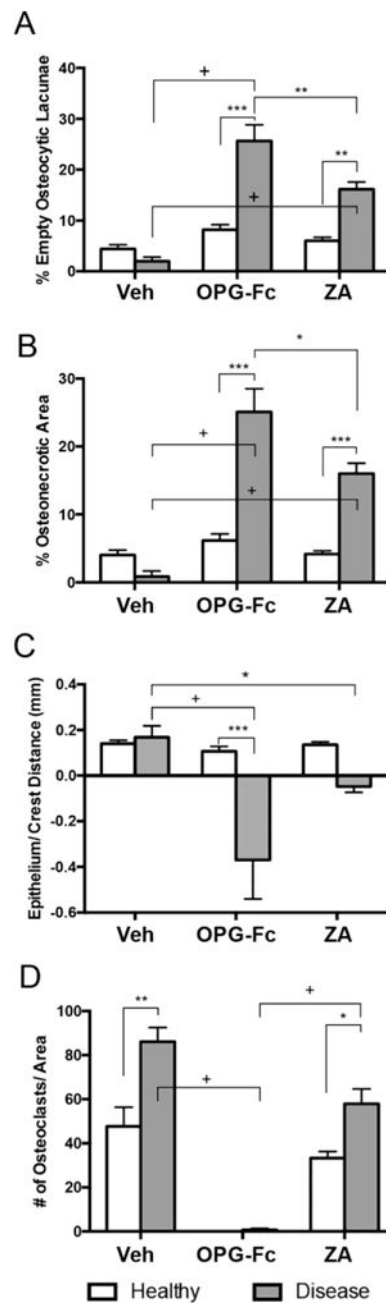 A
% Empty Osteocytic Lacunae
40
30
20
10
0
+
**
***
**
+
Veh OPG-Fc ZA
B
% Osteonecrotic Area
30
20
10
0
*
***
+
***
+
Veh OPG-Fc ZA
C
Epithelium/ Crest Distance (mm)
0.4
0.2
0.0
-0.2
-0.4
-0.6
*
+
***
Veh OPG-Fc ZA
D
# of Osteoclasts/ Area
100
80
60
40
20
0
+
**
*
+
Veh OPG-Fc ZA
Healthy Disease